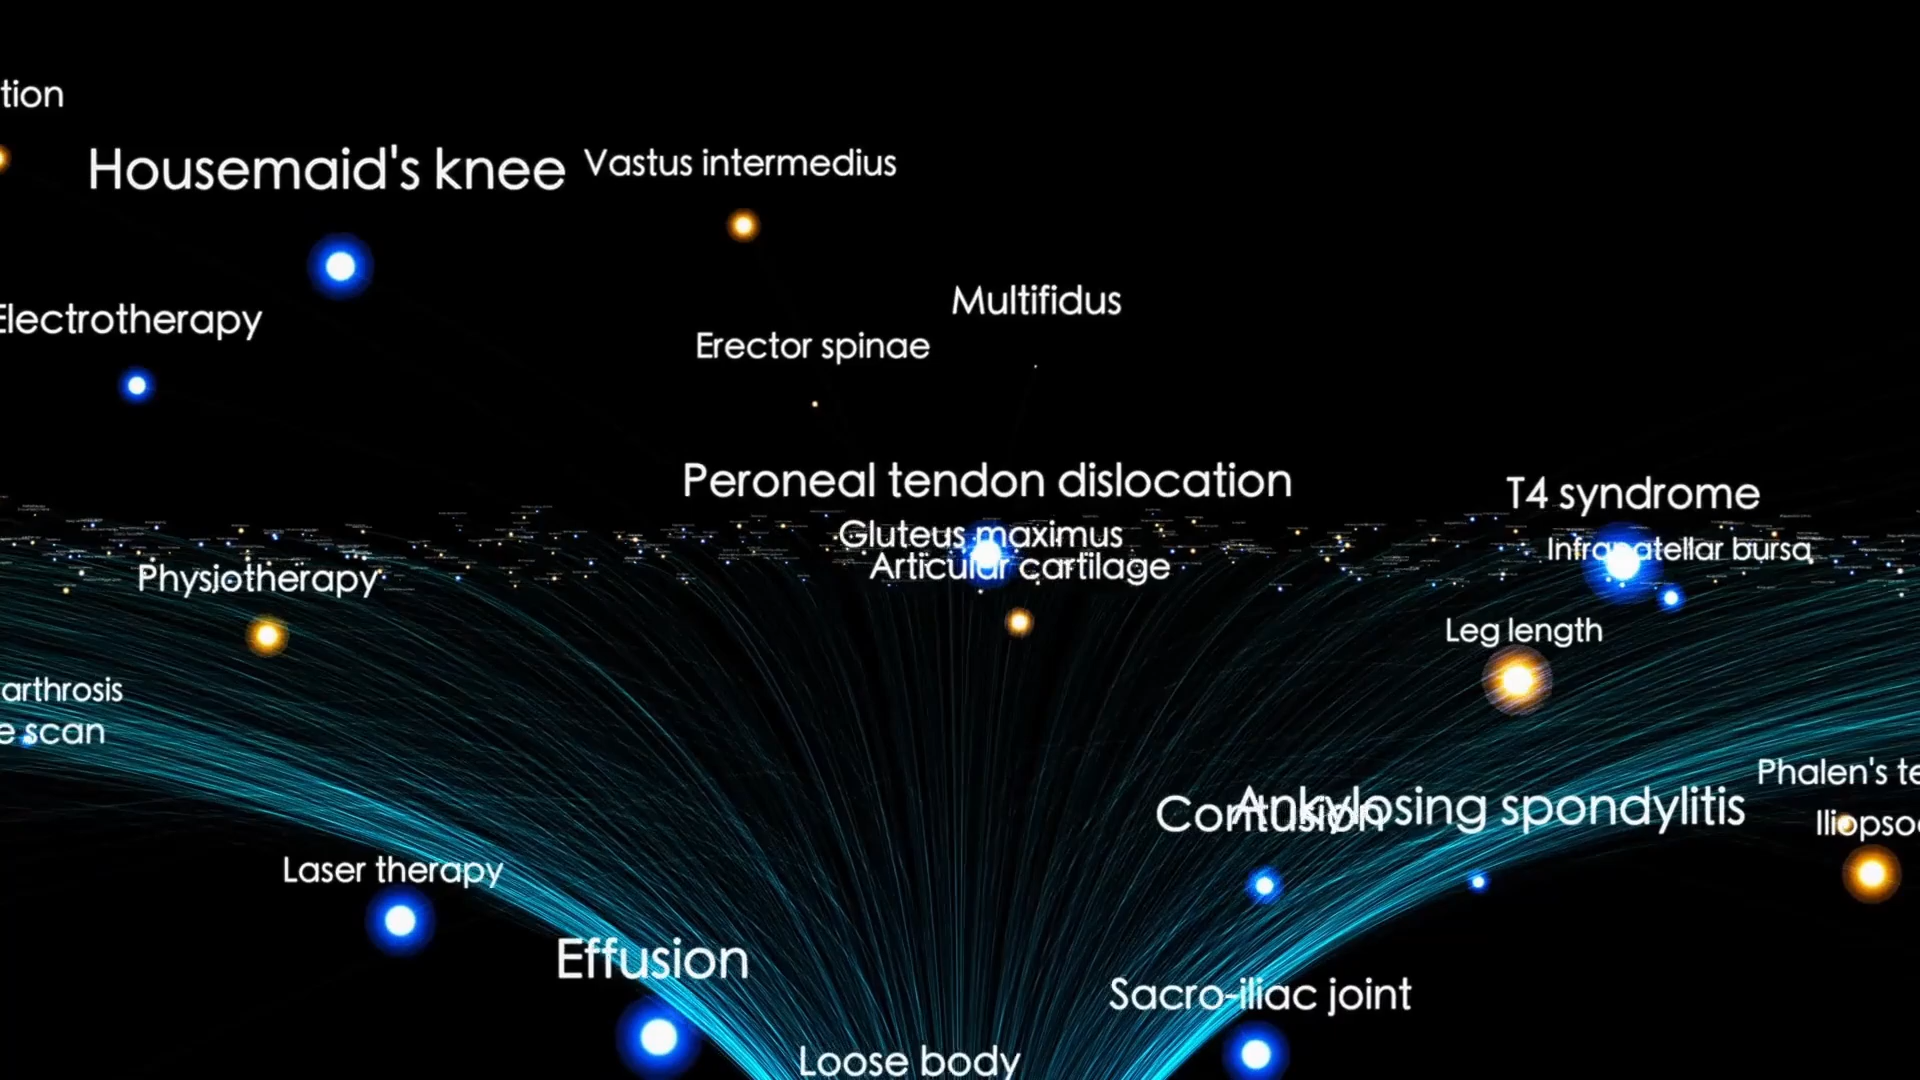 tion
Housemaid's knee
Vastus intermedius
Multifidus
Electrotherapy
Erector spinae
Peroneal tendon dislocation
T4 syndrome
Gluteus maximus
Infrapatellar bursa
Articular cartilage
Physiotherapy
Leg length
arthrosis
e scan
Phalen's te
Contusion
Ankylosing spondylitis
Iliopso
Laser therapy
Effusion
Sacro-iliac joint
Loose body